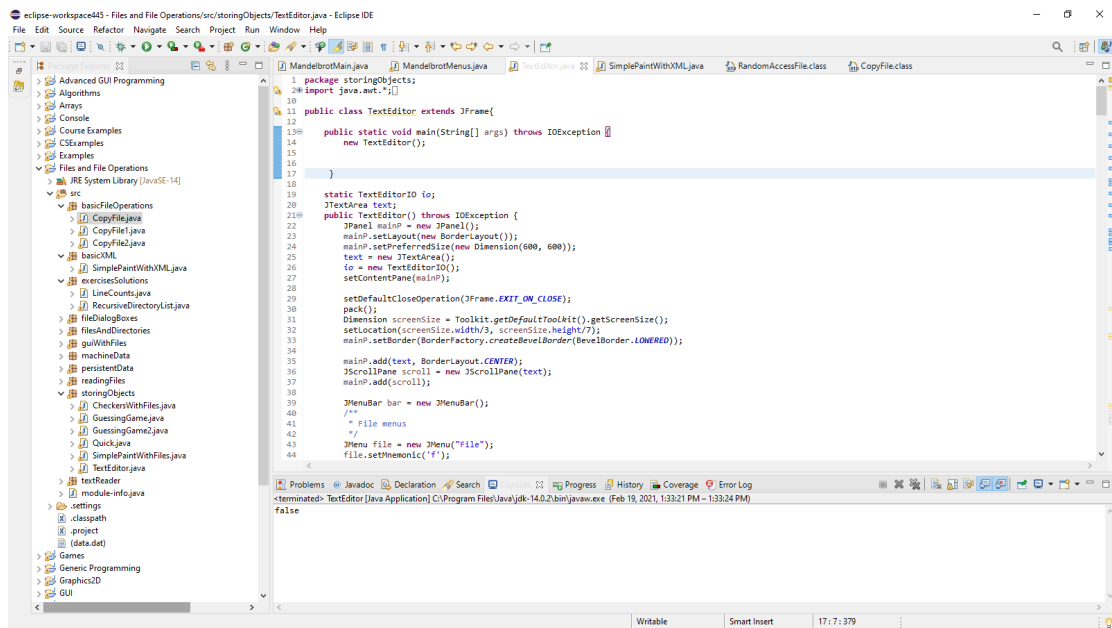 eclipse-workspace445 - Files and File Operations/src/storingObjects/TextEditor.java - Eclipse IDE
File Edit Source Refactor Navigate Search Project Run Window Help
Package Explorer
Advanced GUI Programming
Algorithms
Arrays
Console
Course Examples
CSExamples
Examples
Files and File Operations
JRE System Library [JavaSE-14]
src
basicFileOperations
CopyFile.java
CopyFile1.java
CopyFile2.java
basicXML
SimplePaintWithXML.java
exercisesSolutions
LineCounts.java
RecursiveDirectoryList.java
fileDialogBoxes
filesAndDirectories
guiWithFiles
machineData
persistentData
readingFiles
storingObjects
CheckersWithFiles.java
GuessingGame.java
GuessingGame2.java
Quick.java
SimplePaintWithFiles.java
TextEditor.java
textReader
module-info.java
.settings
.classpath
.project
(data.dat)
Games
Generic Programming
Graphics2D
GUI
MandelbrotMain.java MandelbrotMenus.java TextEditor.java SimplePaintWithXML.java RandomAccessFile.class CopyFile.class
1 package storingObjects;
2 import java.awt.*;
10
11 public class TextEditor extends JFrame{
12
13 public static void main(String[] args) throws IOException {
14 new TextEditor();
15
16
17 }
18
19 static TextEditorIO io;
20 JTextArea text;
21 public TextEditor() throws IOException {
22 JPanel mainP = new JPanel();
23 mainP.setLayout(new BorderLayout());
24 mainP.setPreferredSize(new Dimension(600, 600));
25 text = new JTextArea();
26 io = new TextEditorIO();
27 setContentPane(mainP);
28
29 setDefaultCloseOperation(JFrame.EXIT_ON_CLOSE);
30 pack();
31 Dimension screenSize = Toolkit.getDefaultToolkit().getScreenSize();
32 setLocation(screenSize.width/3, screenSize.height/7);
33 mainP.setBorder(BorderFactory.createBevelBorder(BevelBorder.LOWERED));
34
35 mainP.add(text, BorderLayout.CENTER);
36 JScrollPane scroll = new JScrollPane(text);
37 mainP.add(scroll);
38
39 JMenuBar bar = new JMenuBar();
40 /**
41 * File menus
42 */
43 JMenu file = new JMenu("File");
44 file.setMnemonic('f');
Problems Javadoc Declaration Search Console Progress History Coverage Error Log
<terminated> TextEditor [Java Application] C:\Program Files\Java\jdk-14.0.2\bin\javaw.exe (Feb 19, 2021, 1:33:21 PM – 1:33:24 PM)
false
Writable Smart Insert 17 : 7 : 379